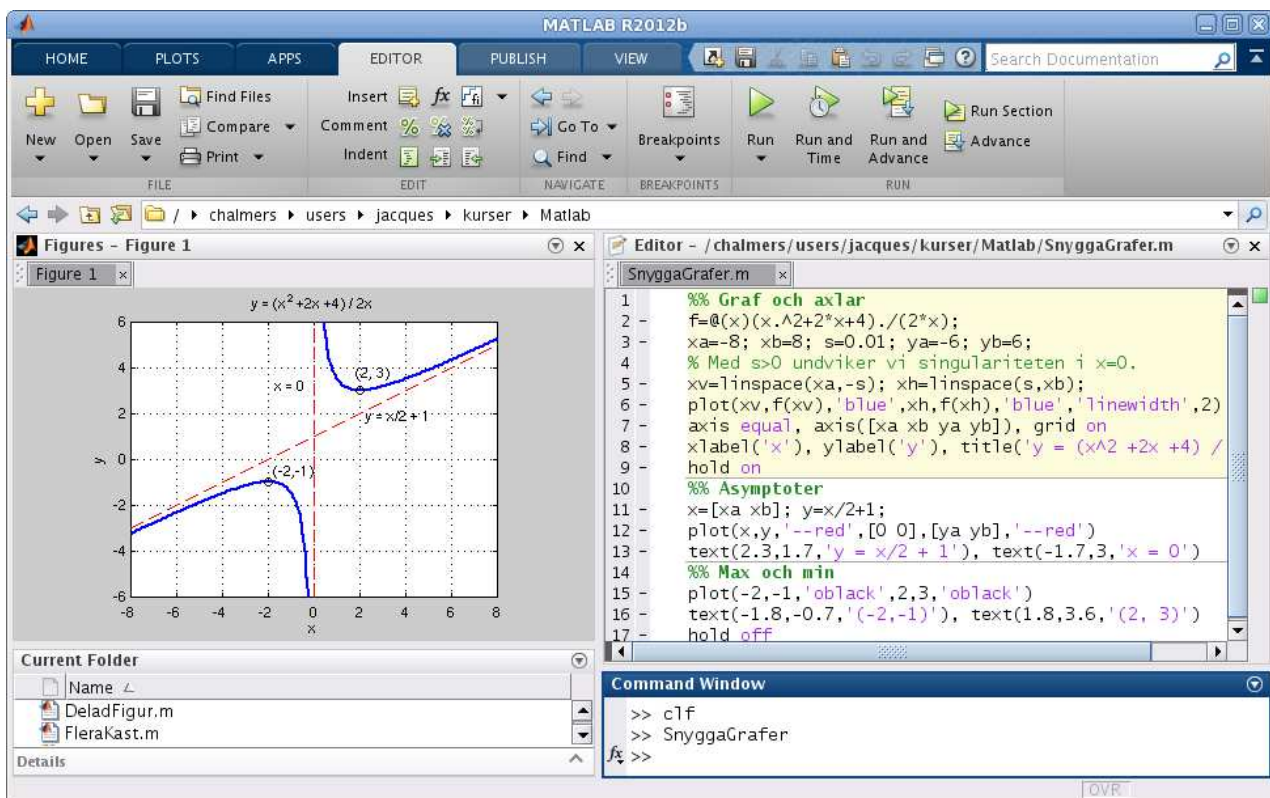 MATLAB R2012b
HOME PLOTS APPS EDITOR PUBLISH VIEW Search Documentation
New Open Save
Find Files
Compare
Print
FILE
Insert fx fi
Comment
Indent
EDIT
Go To
Find
NAVIGATE
Breakpoints
BREAKPOINTS
Run
Run and Time
Run and Advance
Run Section
Advance
RUN
/ chalmers users jacques kurser Matlab
Figures - Figure 1
Figure 1
y = (x^2 +2x +4) / 2x
6
4
2
0
-2
-4
-6
y
x = 0
(2, 3)
y = x/2 + 1
(-2,-1)
-8 -6 -4 -2 0 2 4 6 8
x
Current Folder
Name
DeladFigur.m
FleraKast.m
Details
Editor - /chalmers/users/jacques/kurser/Matlab/SnyggaGrafer.m
SnyggaGrafer.m
1 %% Graf och axlar
2 - f=@(x)(x.^2+2*x+4)./(2*x);
3 - xa=-8; xb=8; s=0.01; ya=-6; yb=6;
4 % Med s>0 undviker vi singulariteten i x=0.
5 - xv=linspace(xa,-s); xh=linspace(s,xb);
6 - plot(xv,f(xv),'blue',xh,f(xh),'blue','linewidth',2)
7 - axis equal, axis([xa xb ya yb]), grid on
8 - xlabel('x'), ylabel('y'), title('y = (x^2 +2x +4) /
9 - hold on
10 %% Asymptoter
11 - x=[xa xb]; y=x/2+1;
12 - plot(x,y,'--red',[0 0],[ya yb],'--red')
13 - text(2.3,1.7,'y = x/2 + 1'), text(-1.7,3,'x = 0')
14 %% Max och min
15 - plot(-2,-1,'oblack',2,3,'oblack')
16 - text(-1.8,-0.7,'(-2,-1)'), text(1.8,3.6,'(2, 3)')
17 - hold off
Command Window
>> clf
>> SnyggaGrafer
fx >>
OVR